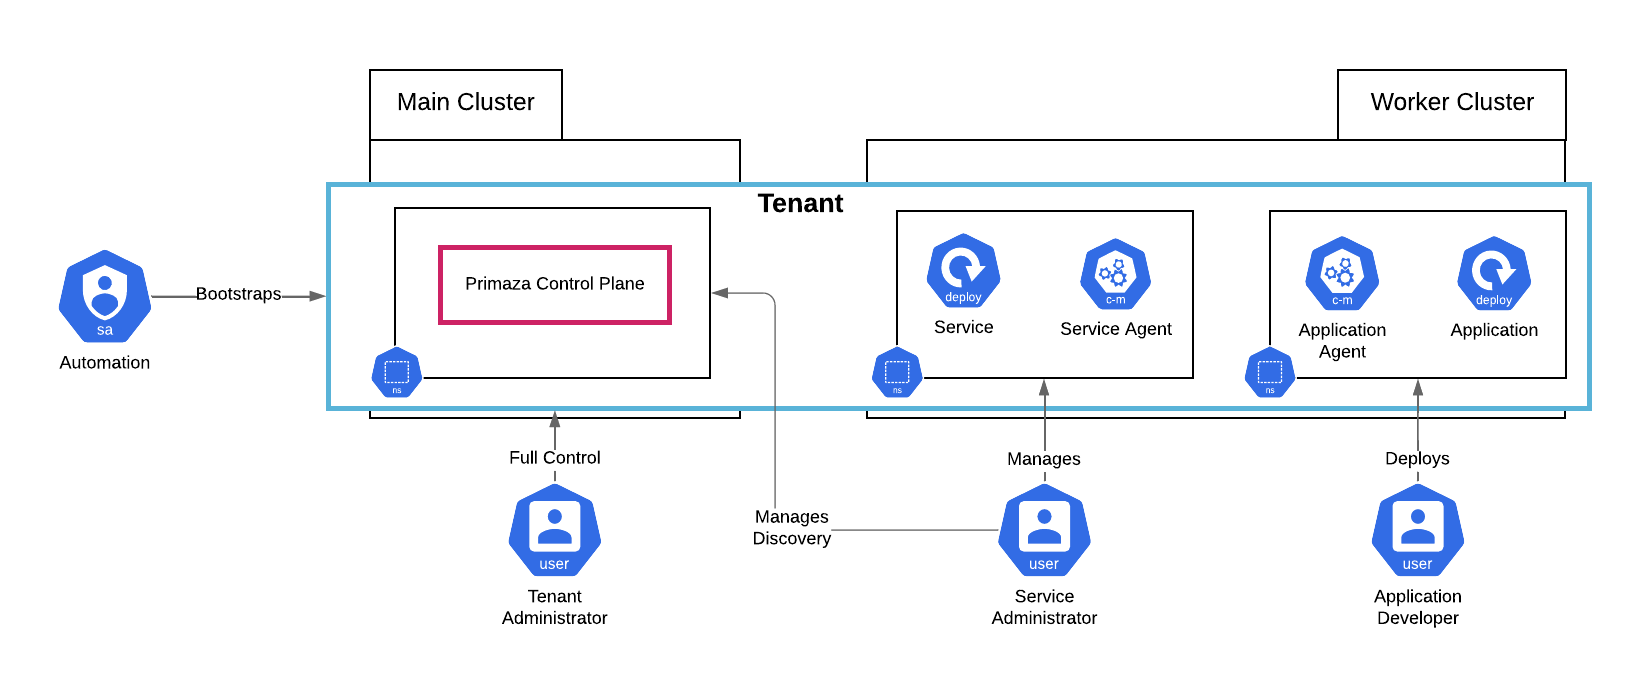 Main Cluster
Worker Cluster
Tenant
Primaza Control Plane
deploy
Service
c-m
Service Agent
c-m
Application
Agent
deploy
Application
sa
Automation
Bootstraps
ns
ns
ns
Full Control
Manages
Deploys
Manages
Discovery
user
Tenant
Administrator
user
Service
Administrator
user
Application
Developer